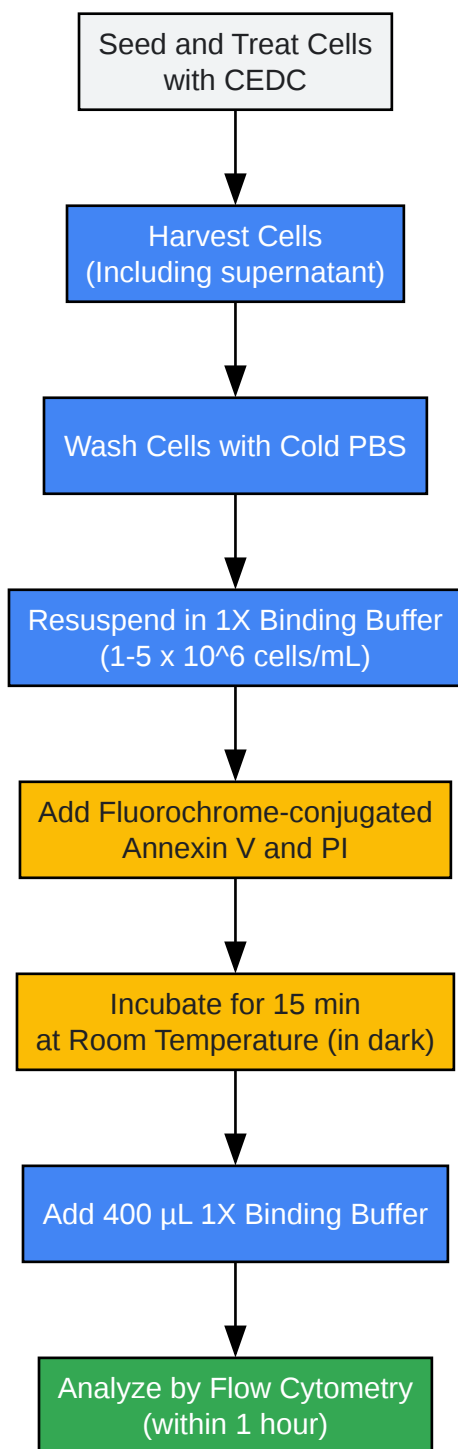 Seed and Treat Cells
with CEDC
Harvest Cells
(Including supernatant)
Wash Cells with Cold PBS
Resuspend in 1X Binding Buffer
(1-5 x 10^6 cells/mL)
Add Fluorochrome-conjugated
Annexin V and PI
Incubate for 15 min
at Room Temperature (in dark)
Add 400 µL 1X Binding Buffer
Analyze by Flow Cytometry
(within 1 hour)